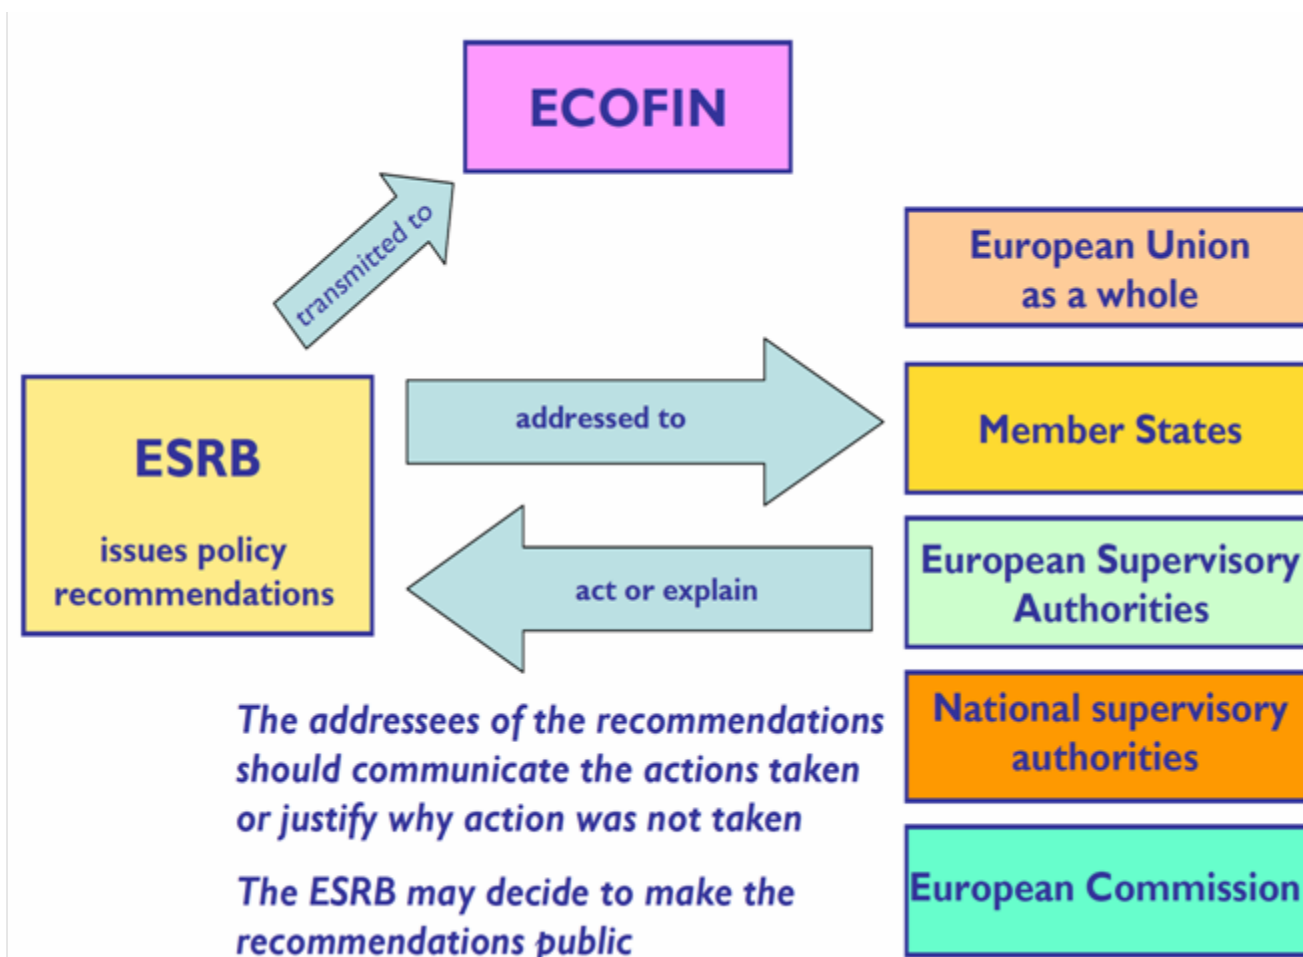 ECOFIN
transmitted to
European Union
as a whole
ESRB
issues policy
recommendations
addressed to
Member States
act or explain
European Supervisory
Authorities
National supervisory
authorities
European Commission
The addressees of the recommendations
should communicate the actions taken
or justify why action was not taken
The ESRB may decide to make the
recommendations public